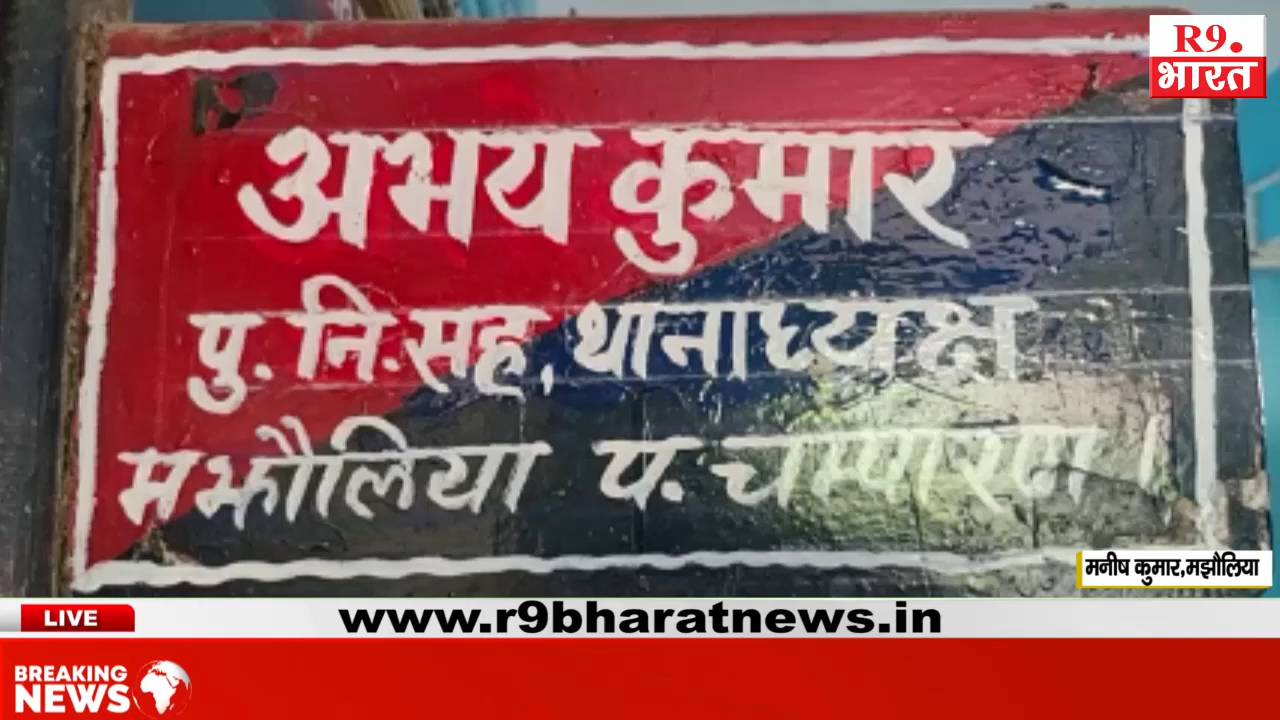 R9.
भारत
अभय कुमार
पु. नि. सह, थानाध्यक्ष
मझौलिया प. चम्पारण।
मनीष कुमार,मझौलिया
LIVE
www.r9bharatnews.in
BREAKING
NEWS